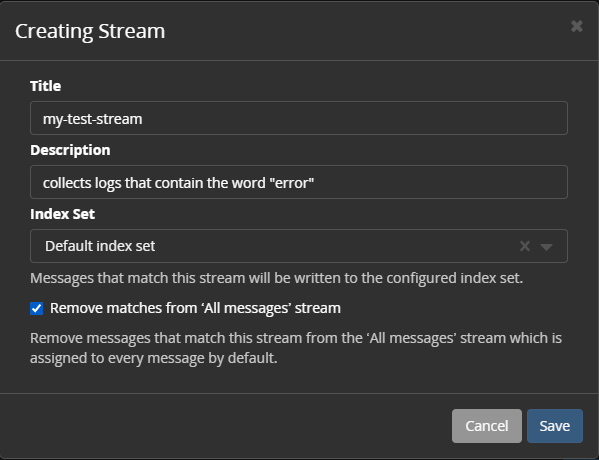 Creating Stream
Title
my-test-stream
Description
collects logs that contain the word "error"
Index Set
Default index set
Messages that match this stream will be written to the configured index set.
Remove matches from ‘All messages’ stream
Remove messages that match this stream from the ‘All messages’ stream which is
assigned to every message by default.
Cancel Save